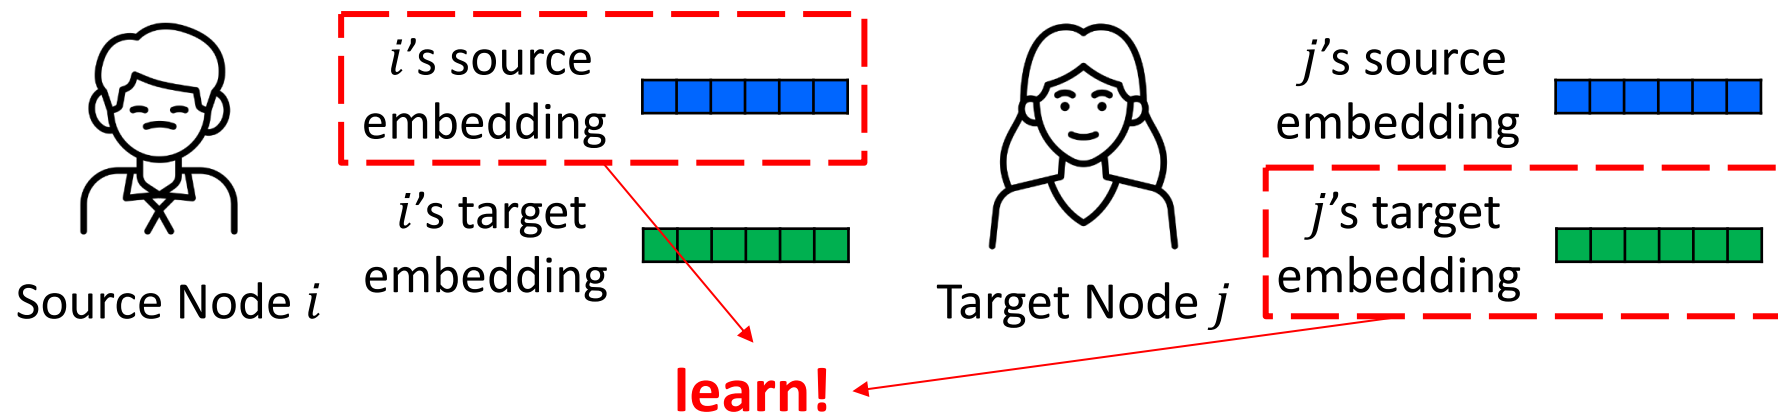 i's source
embedding
i's target
embedding
Source Node i
j's source
embedding
j's target
embedding
Target Node j
learn!